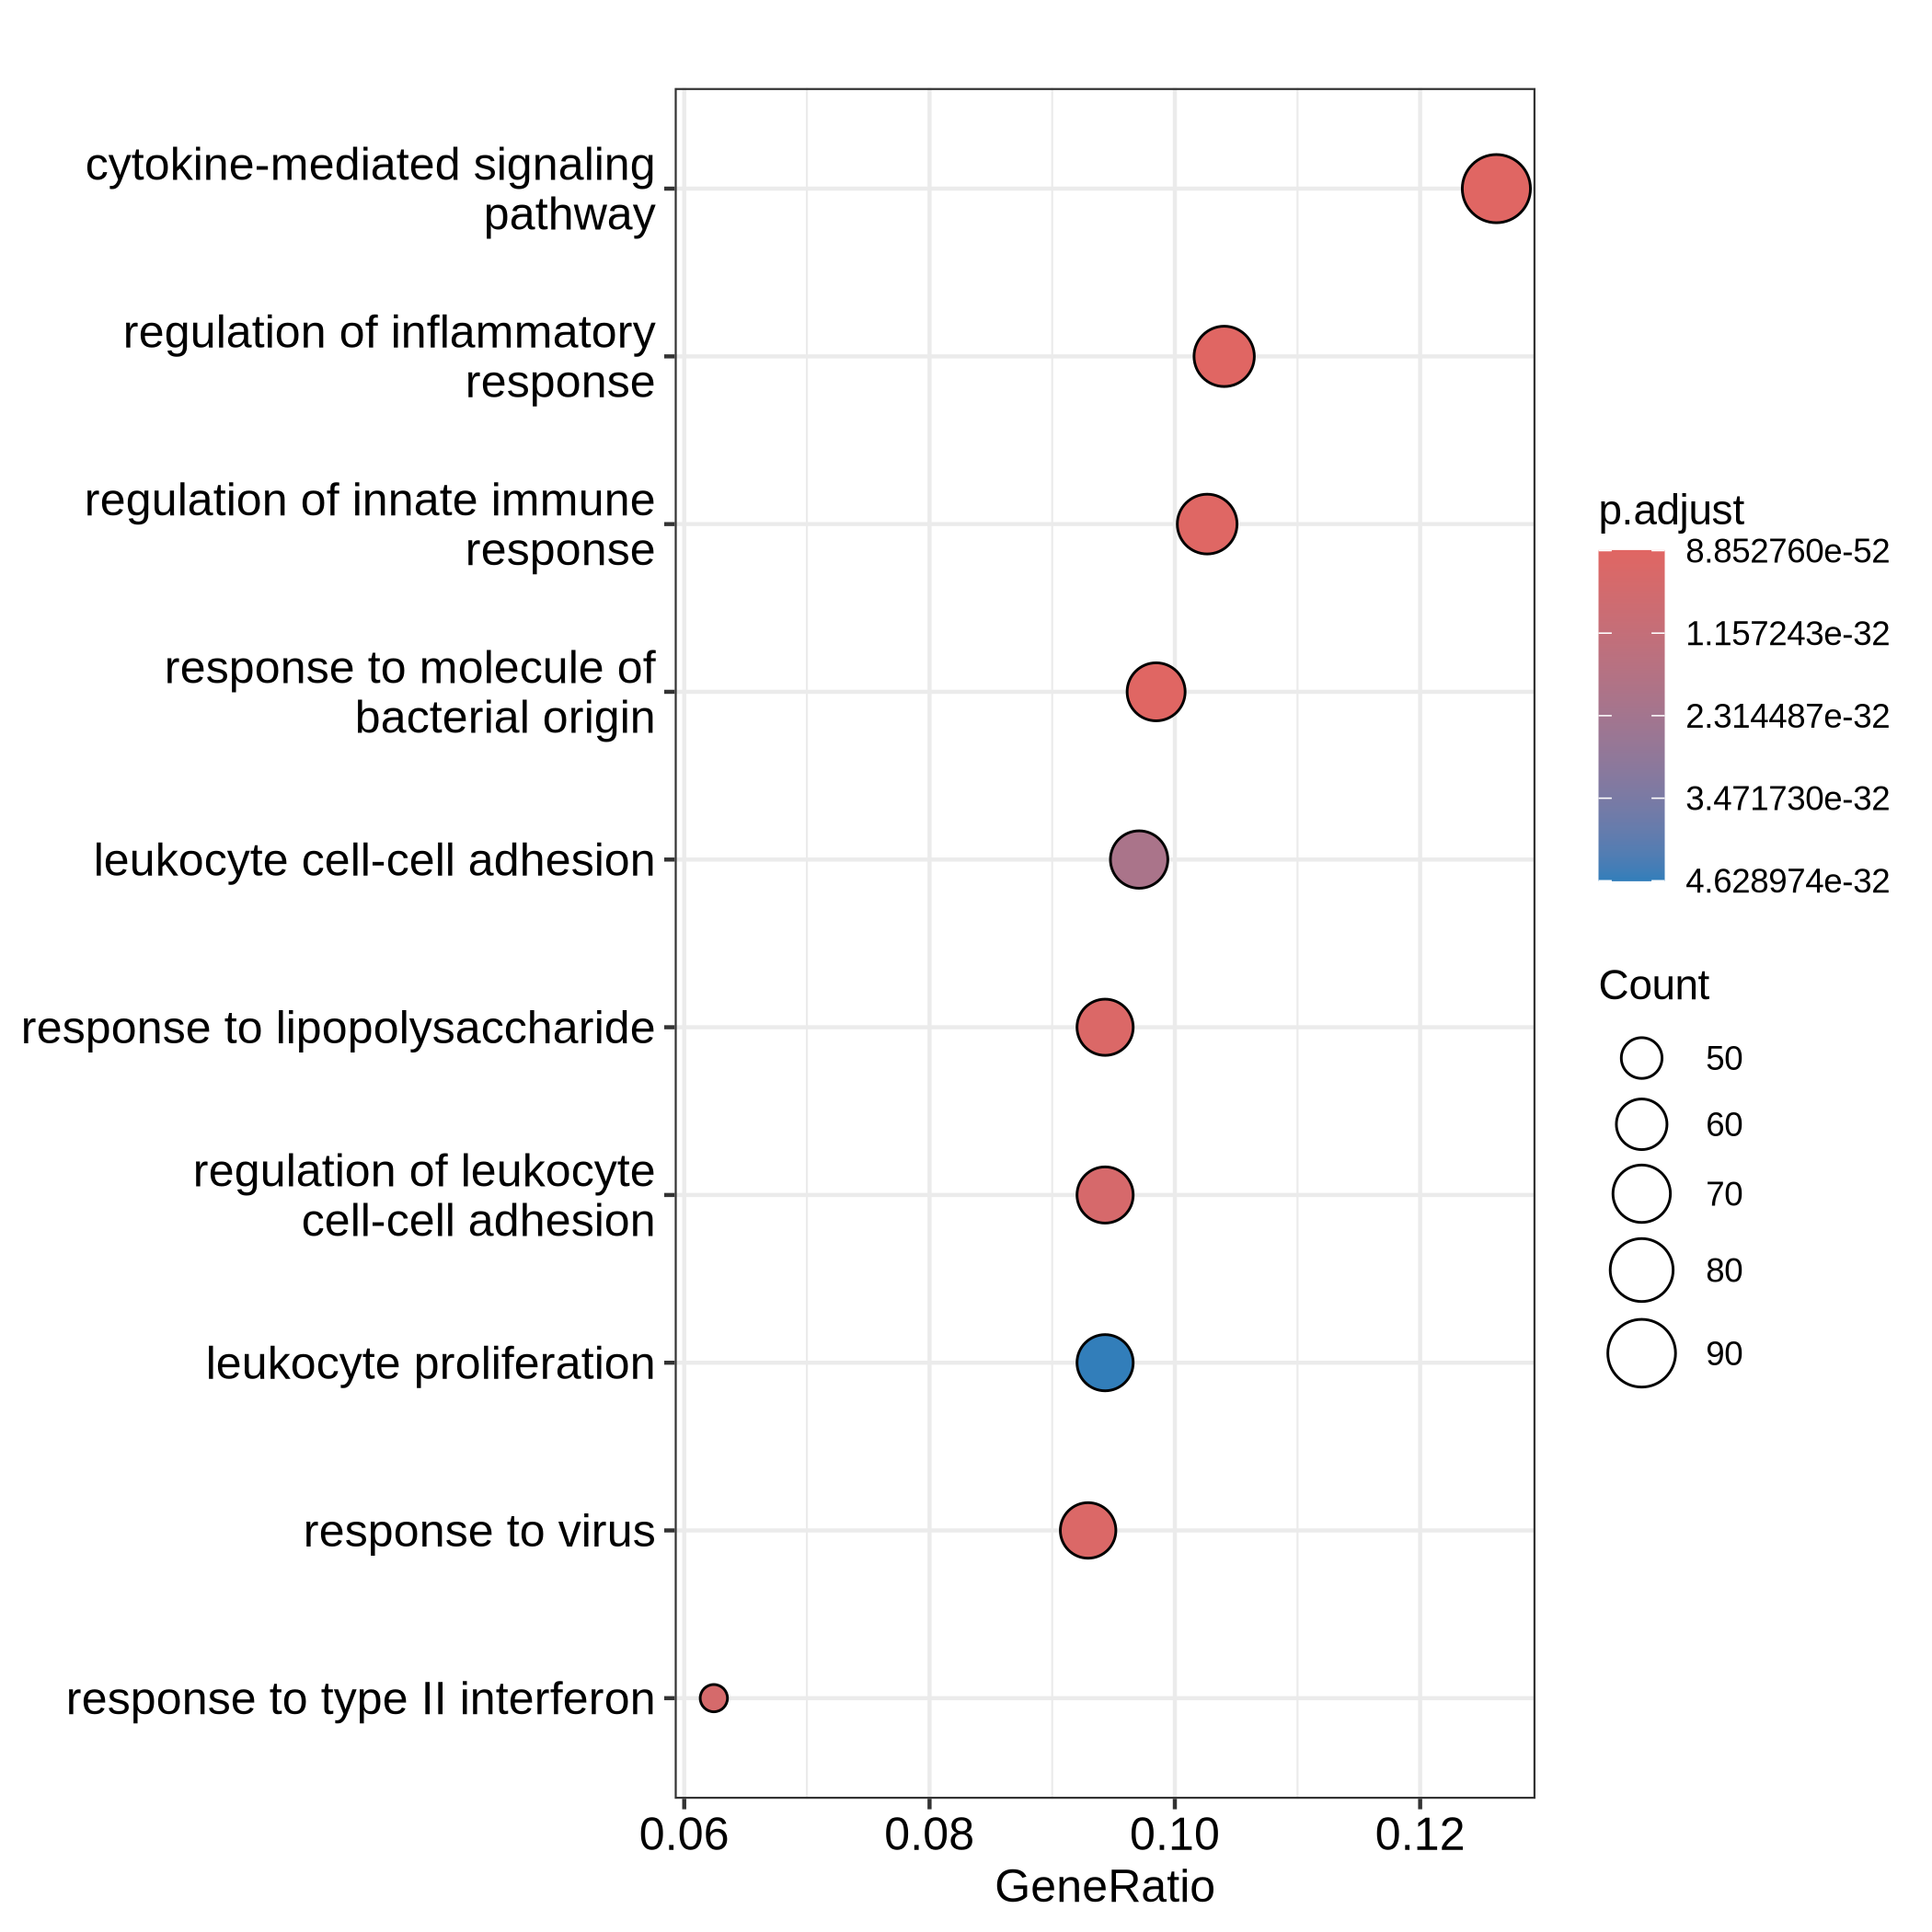 cytokine-mediated signaling
pathway
regulation of inflammatory
response
regulation of innate immune
response
response to molecule of
bacterial origin
leukocyte cell-cell adhesion
response to lipopolysaccharide
regulation of leukocyte
cell-cell adhesion
leukocyte proliferation
response to virus
response to type II interferon
0.06 0.08 0.10 0.12
GeneRatio
p.adjust
8.852760e-52
1.157243e-32
2.314487e-32
3.471730e-32
4.628974e-32
Count
50
60
70
80
90